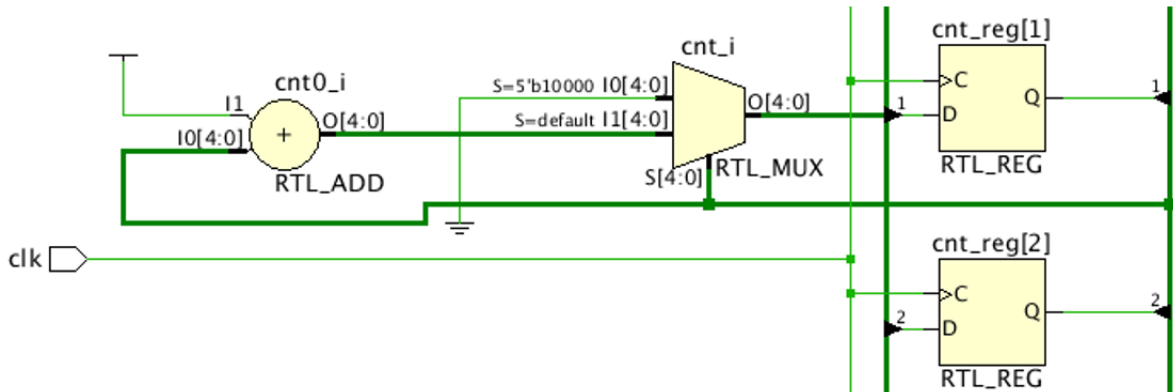 cnt0_i
I1
I0[4:0]
+
O[4:0]
RTL_ADD
cnt_i
S=5'b10000 I0[4:0]
S=default I1[4:0]
O[4:0]
S[4:0]
RTL_MUX
clk
cnt_reg[1]
C
1
D
Q
1
RTL_REG
cnt_reg[2]
C
2
D
Q
2
RTL_REG